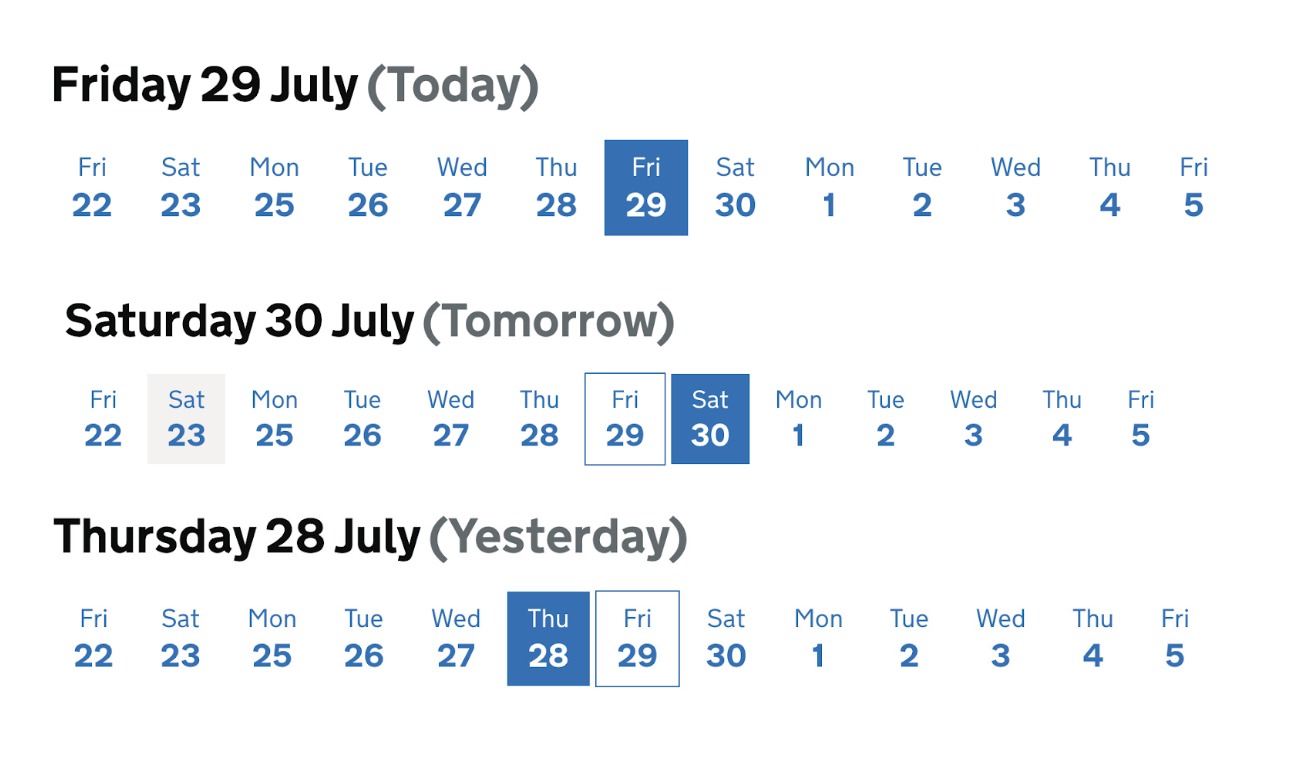 Friday 29 July (Today)
Fri Sat Mon Tue Wed Thu Fri Sat Mon Tue Wed Thu Fri
22 23 25 26 27 28 29 30 1 2 3 4 5
Saturday 30 July (Tomorrow)
Fri Sat Mon Tue Wed Thu Fri Sat Mon Tue Wed Thu Fri
22 23 25 26 27 28 29 30 1 2 3 4 5
Thursday 28 July (Yesterday)
Fri Sat Mon Tue Wed Thu Fri Sat Mon Tue Wed Thu Fri
22 23 25 26 27 28 29 30 1 2 3 4 5